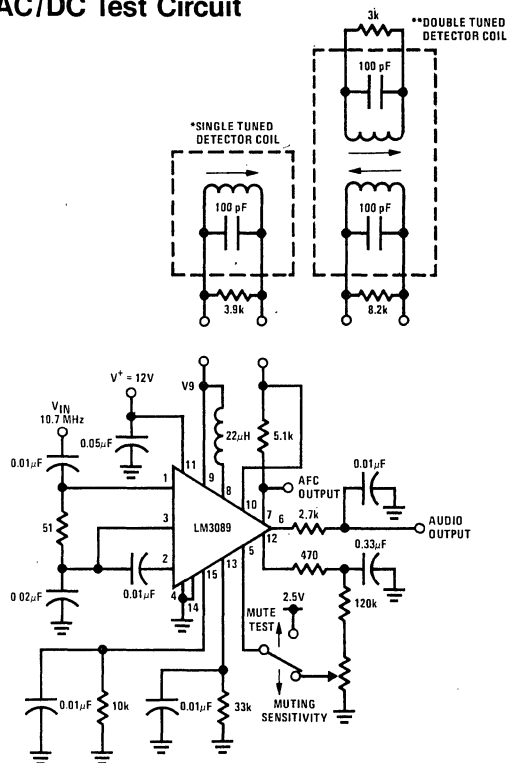 AC/DC Test Circuit
3k
**DOUBLE TUNED
DETECTOR COIL
100 pF
*SINGLE TUNED
DETECTOR COIL
100 pF
100 pF
3.9k
8.2k
V+ = 12V
V9
VIN
10.7 MHz
0.05μF
22μH
5.1k
0.01μF
11
9
8
10
AFC
OUTPUT
0.01μF
1
7
6
2.7k
51
3
LM3089
12
AUDIO
OUTPUT
2
15
13
5
470
0.33μF
0.01μF
4
14
0 02μF
2.5V
120k
MUTE
TEST
0.01μF
10k
0.01μF
33k
MUTING
SENSITIVITY